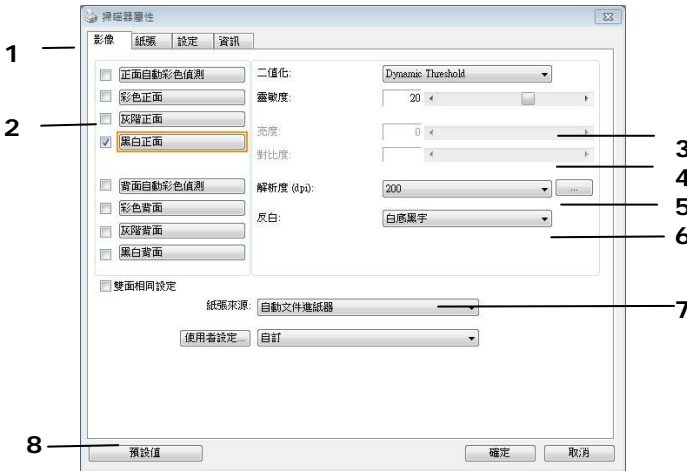 掃瞄器屬性
影像 紙張 設定 資訊
1
正面自動彩色偵測 二值化: Dynamic Threshold
彩色正面 靈敏度: 20
2 灰階正面 亮度: 0
黑白正面 對比度: 3
4
背面自動彩色偵測 解析度 (dpi): 200 ...
彩色背面 5
灰階背面 反白: 白底黑字
黑白背面 6
雙面相同設定
紙張來源: 自動文件進紙器 7
使用者設定... 自訂
8 預設值 確定 取消